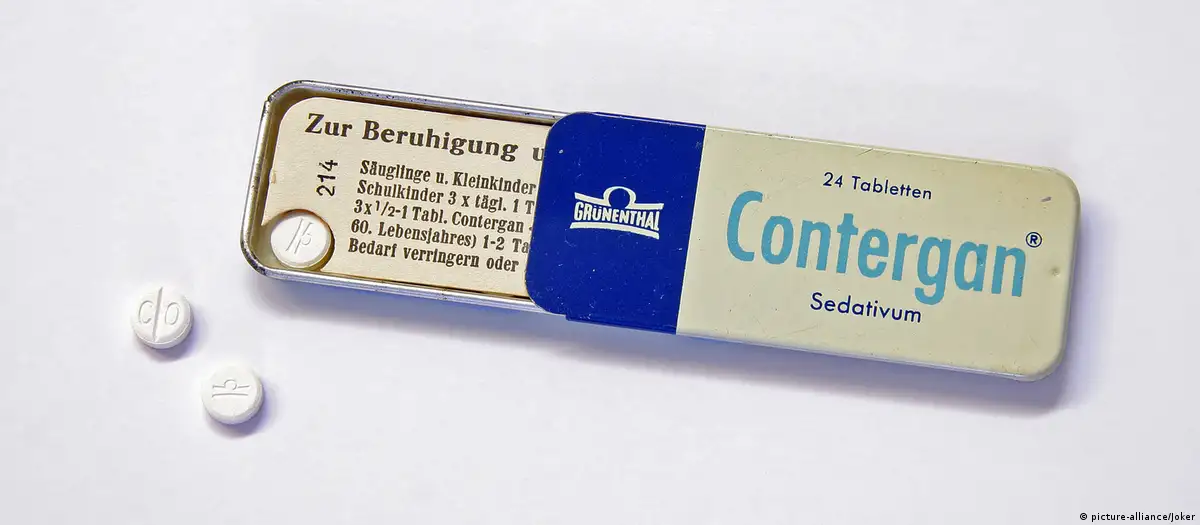 Zur Beruhigung u
214
Säuglinge u. Kleinkinder
Schulkinder 3 x tägl. 1 T
3x1/2-1 Tabl. Contergan
60. Lebensjahres) 1-2 Ta
Bedarf verringern oder
GRÜNENTHAL
24 Tabletten
Contergan®
Sedativum
C O
© picture-alliance/Joker